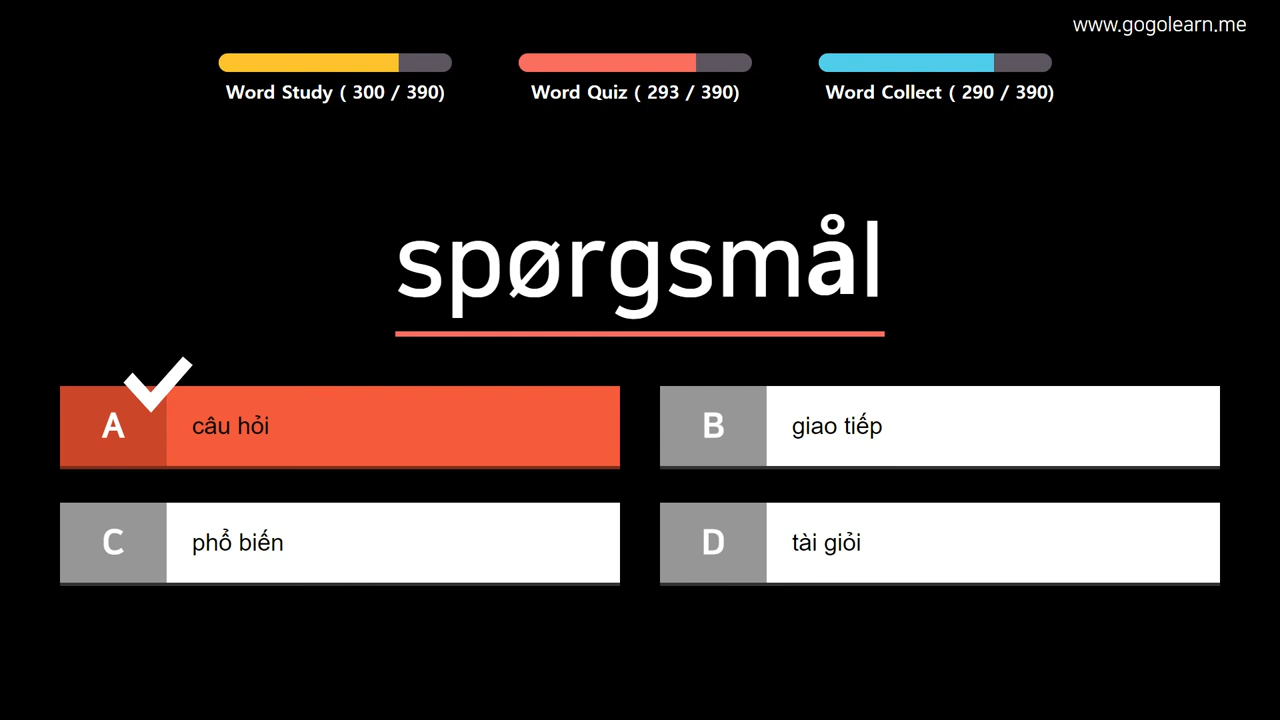 www.gogolearn.me
Word Study ( 300 / 390)
Word Quiz ( 293 / 390)
Word Collect ( 290 / 390)
spørgsmål
A câu hỏi
B giao tiếp
C phổ biến
D tài giỏi